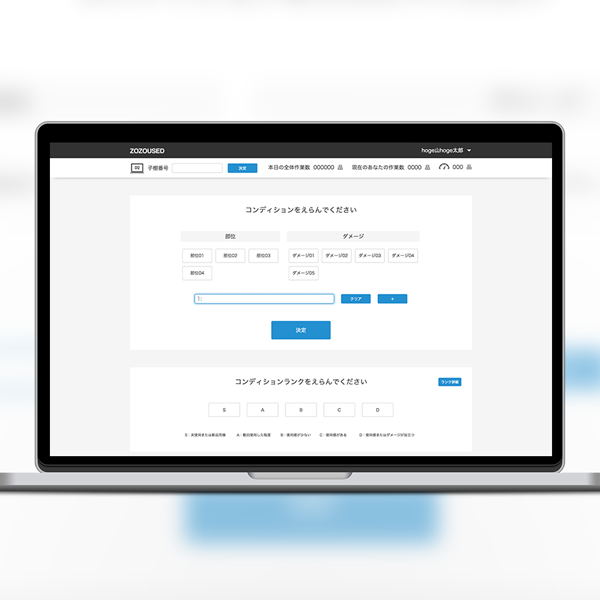 ZOZOUSED
hoge山hoge太郎
子棚番号
決定
本日の全体作業数 000000 品
現在のあなたの作業数 0000 品
000 品
コンディションをえらんでください
部位
ダメージ
部位01 部位02 部位03
部位04
ダメージ01 ダメージ02 ダメージ03 ダメージ04
ダメージ05
クリア
+
決定
コンディションランクをえらんでください
ランク詳細
S A B C D
S:未使用または新品同様 A:数回使用した程度 B:使用感が少ない C:使用感がある D:使用感またはダメージが目立つ